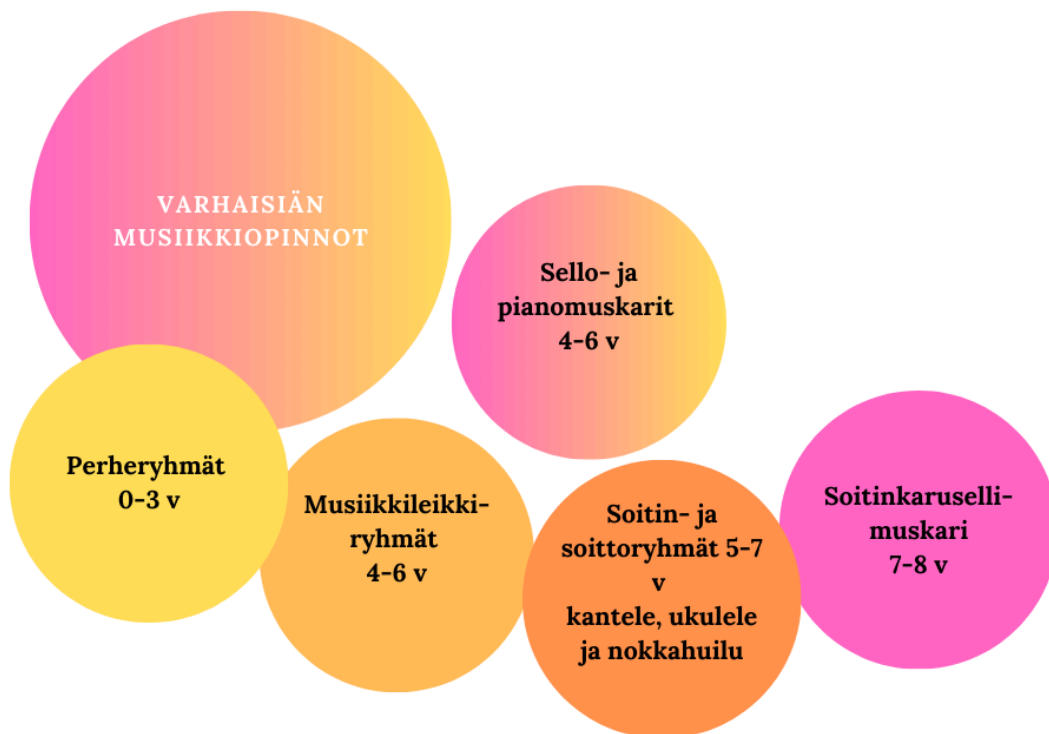 VARHAISIÄN
MUSIIKKIOPINNOT
Sello- ja
pianomuskarit
4-6 v
Perheryhmät
0-3 v
Musiikkileikki-
ryhmät
4-6 v
Soitin- ja
soittoryhmät 5-7
v
kantele, ukulele
ja nokkahuilu
Soitinkaruselli-
muskari
7-8 v